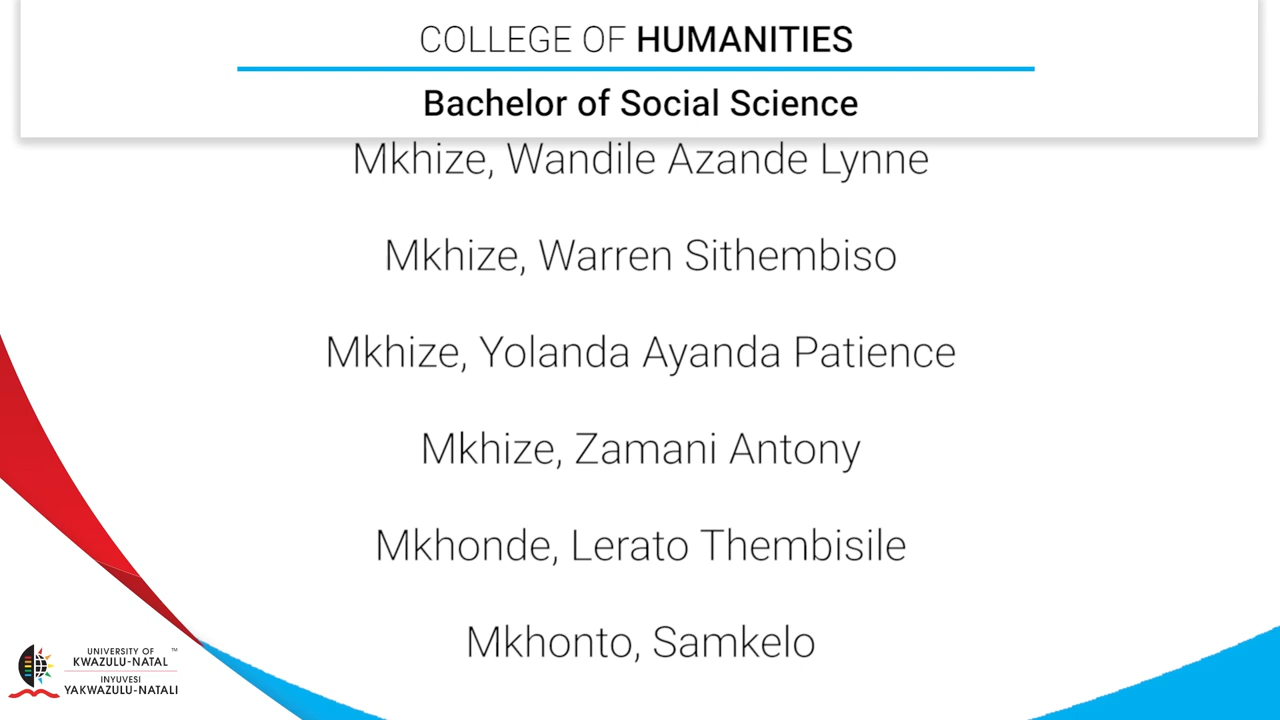 COLLEGE OF HUMANITIES
Bachelor of Social Science
Mkhize, Wandile Azande Lynne
Mkhize, Warren Sithembiso
Mkhize, Yolanda Ayanda Patience
Mkhize, Zamani Antony
Mkhonde, Lerato Thembisile
Mkhonto, Samkelo
UNIVERSITY OF ™
KWAZULU-NATAL
INYUVESI
YAKWAZULU-NATALI